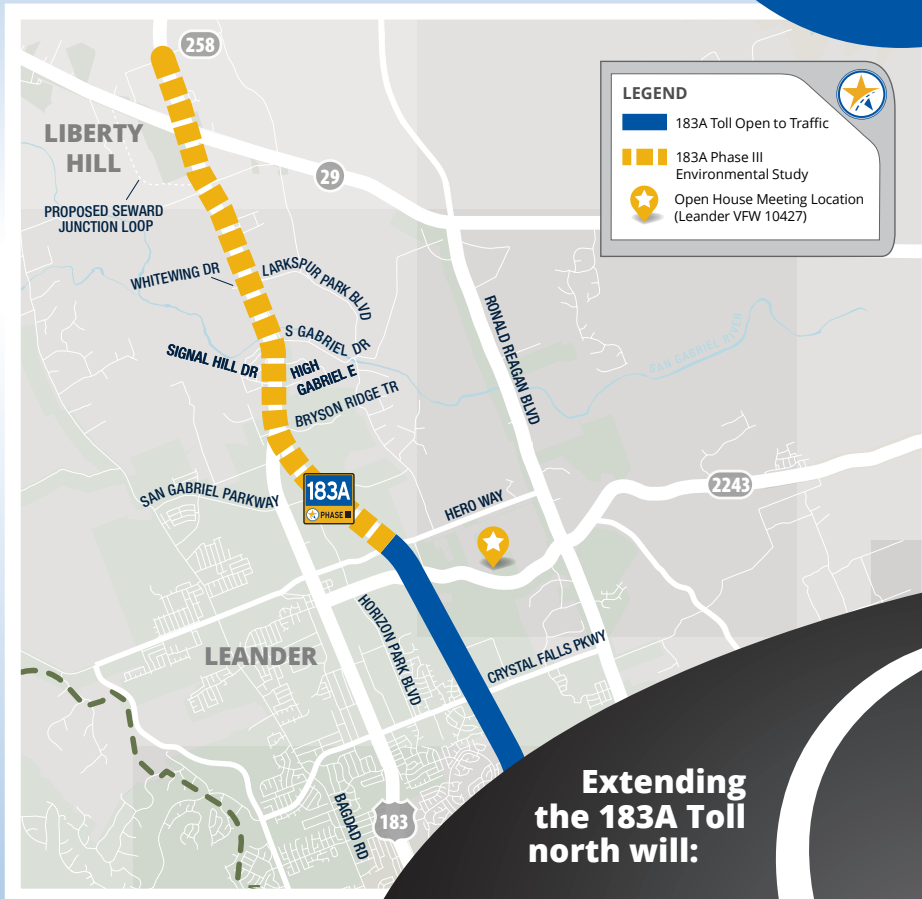 258
LEGEND
183A Toll Open to Traffic
183A Phase III
Environmental Study
Open House Meeting Location
(Leander VFW 10427)
LIBERTY
HILL
29
PROPOSED SEWARD
JUNCTION LOOP
WHITEWING DR
LARKSPUR PARK BLVD
RONALD REAGAN BLVD
S GABRIEL DR
SAN GABRIEL RIVER
SIGNAL HILL DR
HIGH
GABRIEL E
BRYSON RIDGE TR
SAN GABRIEL PARKWAY
183A
PHASE III
HERO WAY
2243
HORIZON PARK BLVD
LEANDER
CRYSTAL FALLS PKWY
BAGDAD RD
183
Extending
the 183A Toll
north will: